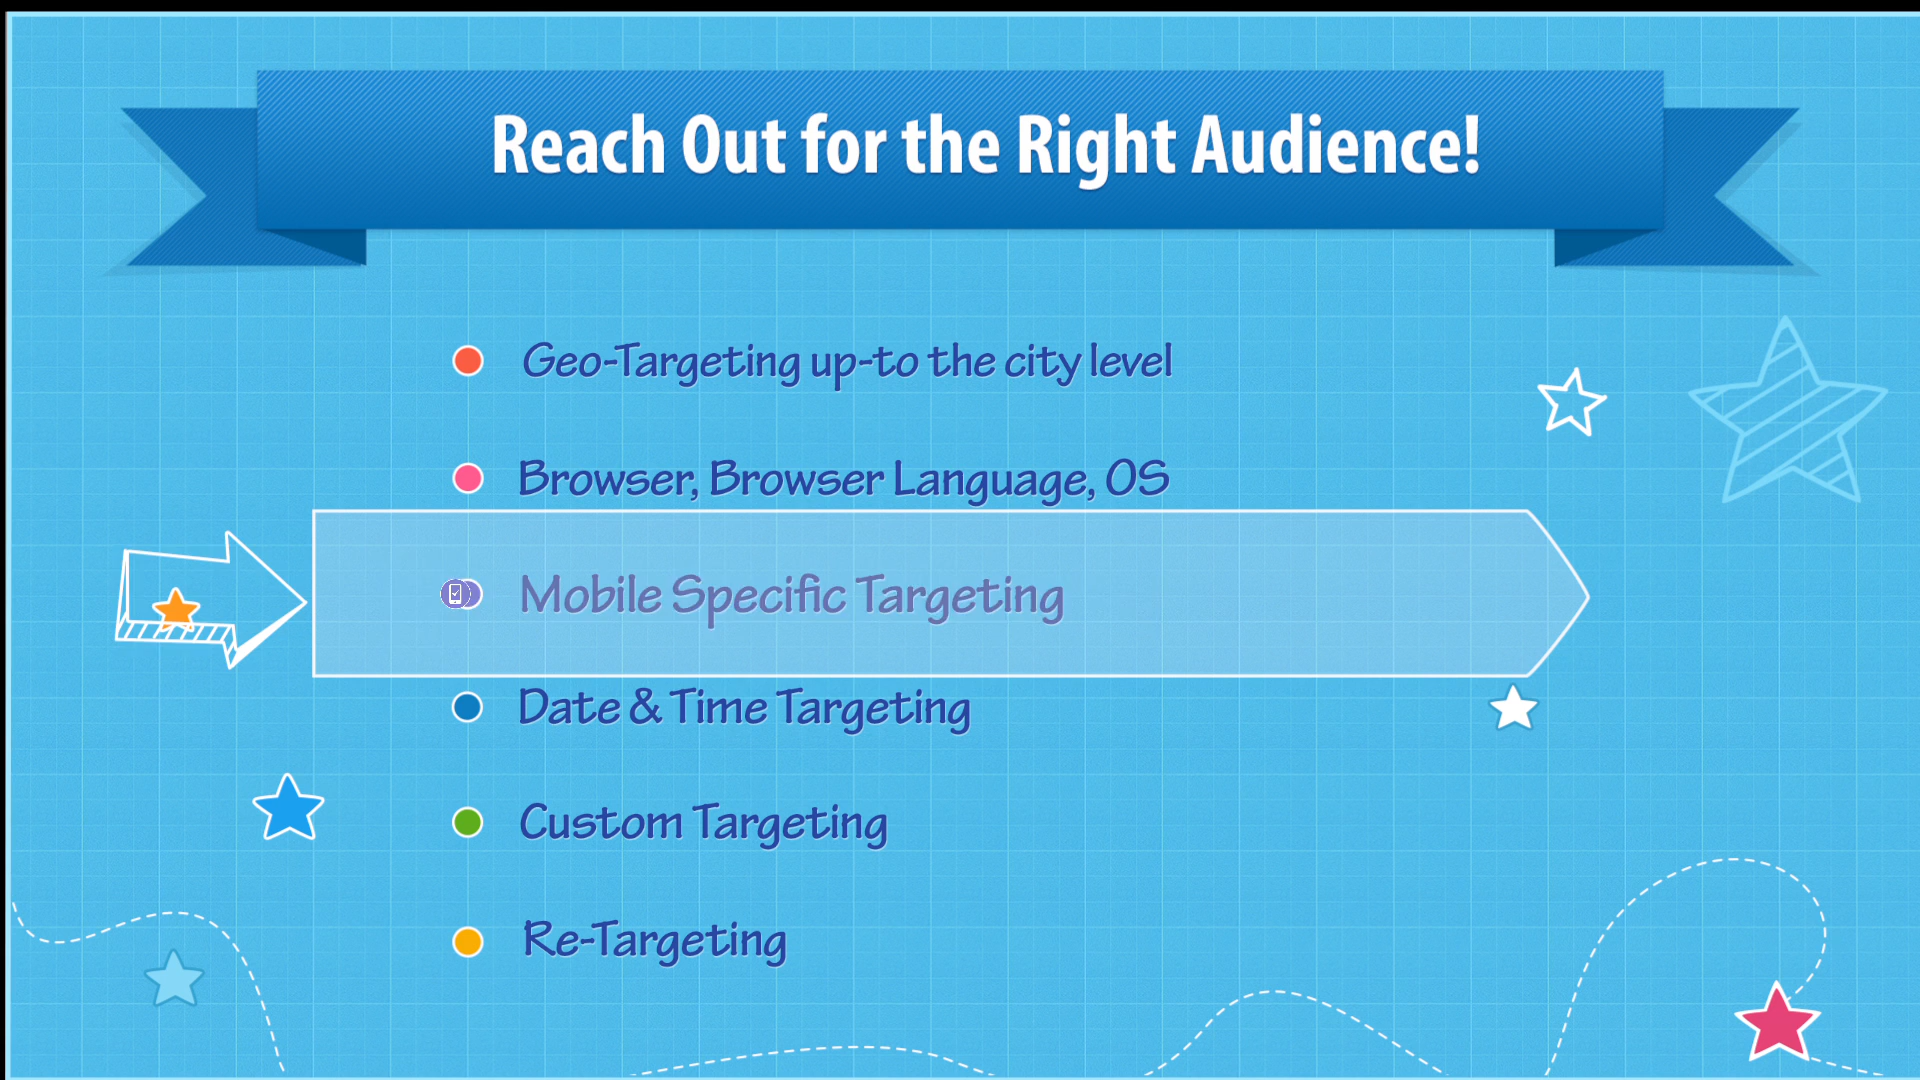 Reach Out for the Right Audience!
Geo-Targeting up-to the city level
Browser, Browser Language, OS
Mobile Specific Targeting
Date & Time Targeting
Custom Targeting
Re-Targeting